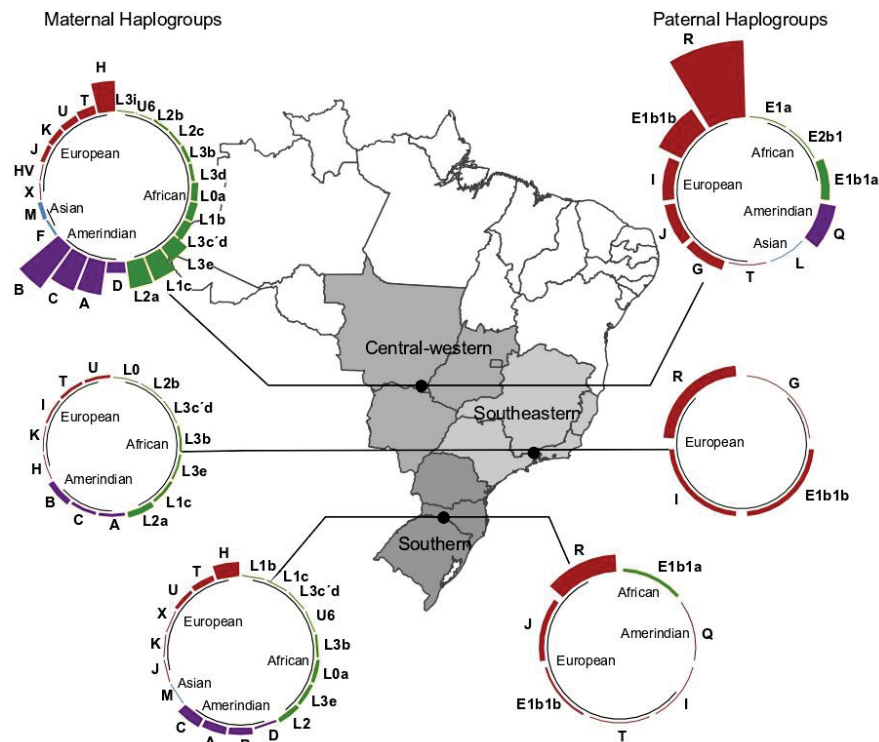 Maternal Haplogroups
Paternal Haplogroups
H
L3i
U6
L2b
L2c
L3b
L3d
L0a
L1b
L3c´d
L3e
L1c
L2a
D
A
C
B
F
M
X
HV
J
K
U
T
European
African
Asian
Amerindian
R
E1a
E2b1
E1b1a
Q
L
T
G
J
I
E1b1b
African
European
Amerindian
Asian
Central-western
Southeastern
Southern
U
L0
L2b
L3c´d
L3b
L3e
L1c
L2a
A
C
B
H
K
I
T
European
African
Amerindian
R
G
European
I
E1b1b
H
L1b
L1c
L3c´d
U6
L3b
L0a
L3e
L2
D
B
A
C
M
J
K
X
U
T
European
African
Asian
Amerindian
R
E1b1a
African
Amerindian
Q
J
European
I
E1b1b
T